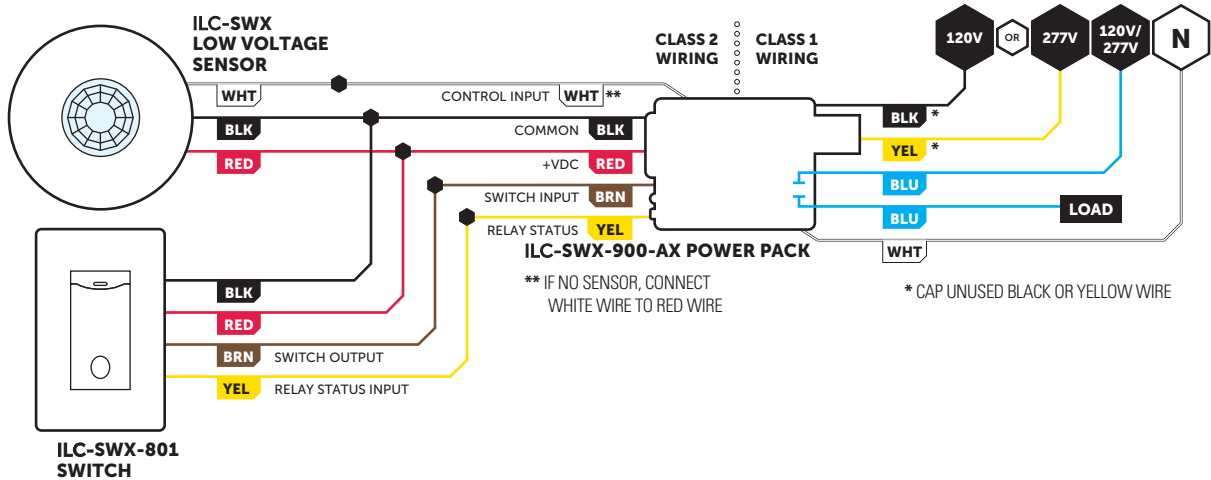 ILC-SWX
LOW VOLTAGE
SENSOR
CLASS 2
WIRING
CLASS 1
WIRING
120V
OR
277V
120V/
277V
N
WHT
CONTROL INPUT WHT **
BLK
COMMON BLK
RED
+VDC RED
SWITCH INPUT BRN
RELAY STATUS YEL
BLK *
YEL *
BLU
BLU
LOAD
WHT
ILC-SWX-900-AX POWER PACK
** IF NO SENSOR, CONNECT
WHITE WIRE TO RED WIRE
* CAP UNUSED BLACK OR YELLOW WIRE
BLK
RED
BRN SWITCH OUTPUT
YEL RELAY STATUS INPUT
ILC-SWX-801
SWITCH